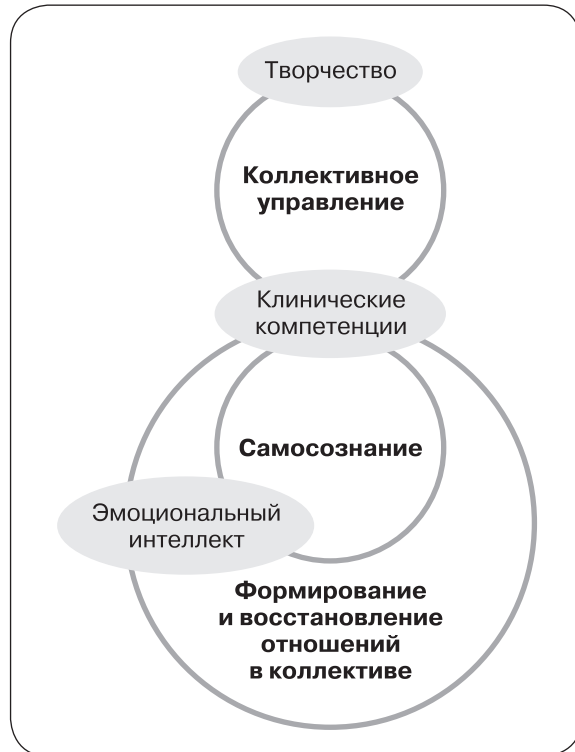 Творчество
Коллективное
управление
Клинические
компетенции
Самосознание
Эмоциональный
интеллект
Формирование
и восстановление
отношений
в коллективе